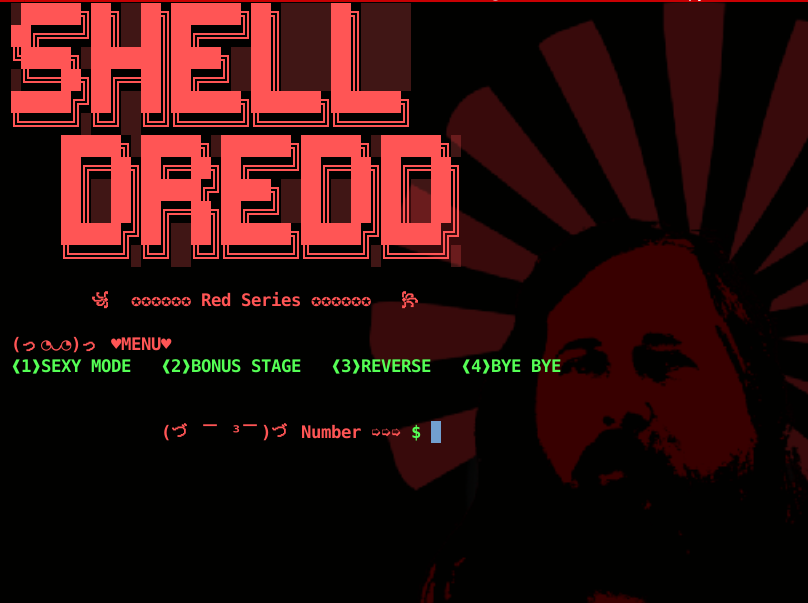 SHELL
DREDD
꧁ ✪✪✪✪✪✪ Red Series ✪✪✪✪✪✪ ꧂
(っ◔◡◔)っ ♥MENU♥
❰1❱SEXY MODE ❰2❱BONUS STAGE ❰3❱REVERSE ❰4❱BYE BYE
(づ ￣ ³￣)づ Number ➩➩➩ $